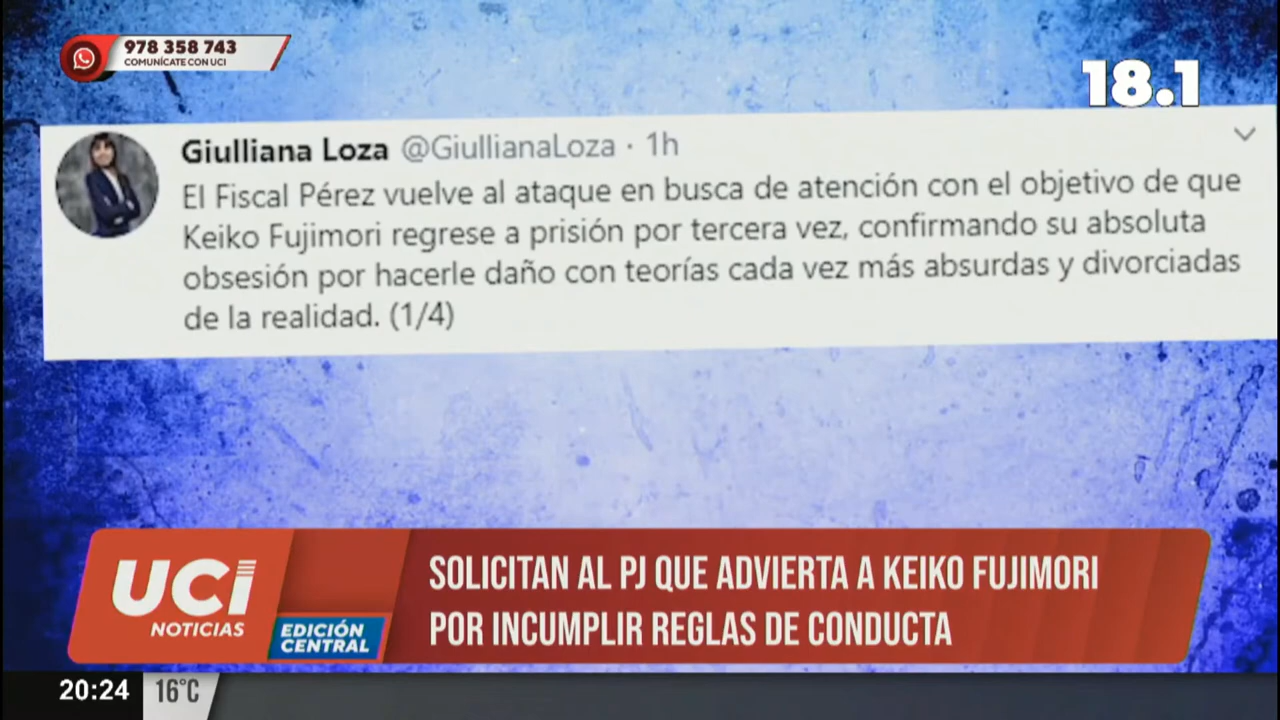 978 358 743
COMUNÍCATE CON UCI
18.1
Giulliana Loza @GiullianaLoza · 1h
El Fiscal Pérez vuelve al ataque en busca de atención con el objetivo de que
Keiko Fujimori regrese a prisión por tercera vez, confirmando su absoluta
obsesión por hacerle daño con teorías cada vez más absurdas y divorciadas
de la realidad. (1/4)
SOLICITAN AL PJ QUE ADVIERTA A KEIKO FUJIMORI
POR INCUMPLIR REGLAS DE CONDUCTA
UCI
NOTICIAS
EDICIÓN
CENTRAL
20:24 16°C